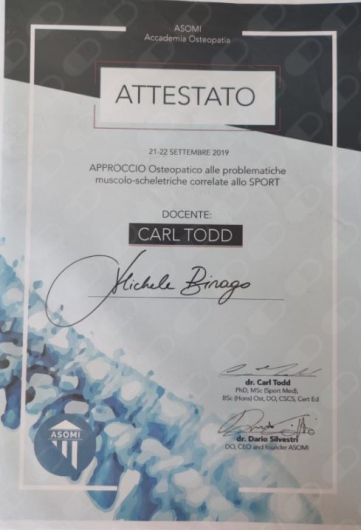 ASOMI
Accademia Osteopatia
ATTESTATO
21-22 SETTEMBRE 2019
APPROCCIO Osteopatico alle problematiche
muscolo-scheletriche correlate allo SPORT
DOCENTE:
CARL TODD
Michele Binago
dr. Carl Todd
PhD, MSc (Sport Med),
BSc (Hons) Ost, DO, CSCS, Cert Ed
dr. Dario Silvestri
DO, CEO and founder ASOMI
ASOMI